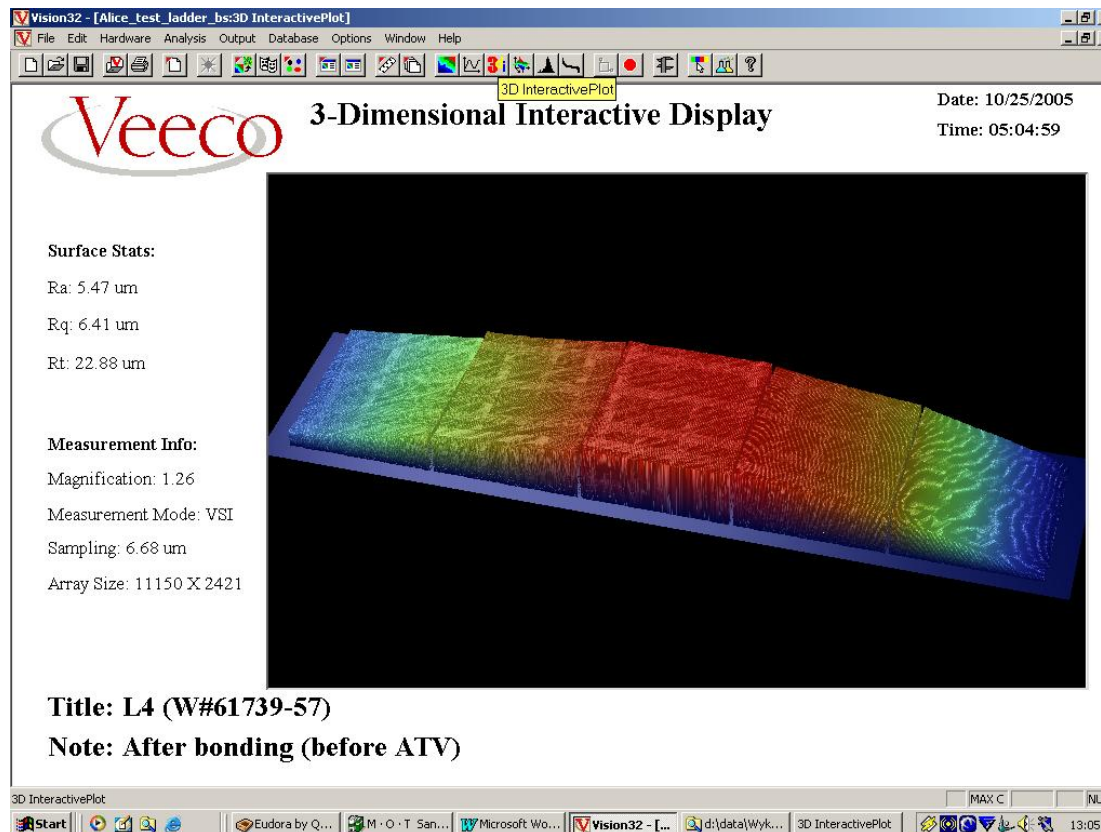 Vision32 - [Alice_test_ladder_bs:3D InteractivePlot]
File Edit Hardware Analysis Output Database Options Window Help
3D InteractivePlot
Veeco
3-Dimensional Interactive Display
Date: 10/25/2005
Time: 05:04:59
Surface Stats:
Ra: 5.47 um
Rq: 6.41 um
Rt: 22.88 um
Measurement Info:
Magnification: 1.26
Measurement Mode: VSI
Sampling: 6.68 um
Array Size: 11150 X 2421
Title: L4 (W#61739-57)
Note: After bonding (before ATV)
3D InteractivePlot MAX C NL
Start Eudora by Q... M·O·T San... Microsoft Wo... Vision32 - [... d:\data\Wyk... 3D InteractivePlot 13:05